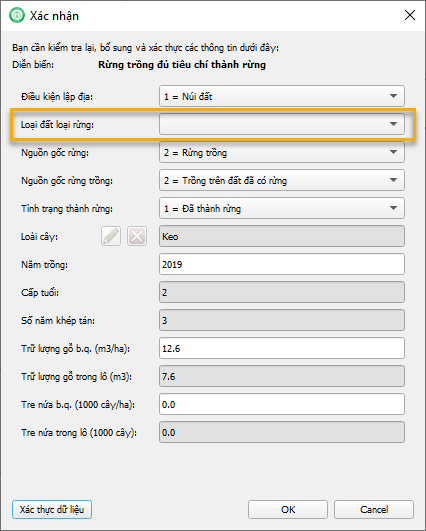 Xác nhận
Bạn cần kiểm tra lại, bổ sung và xác thực các thông tin dưới đây:
Diễn biến: Rừng trồng đủ tiêu chí thành rừng
Điều kiện lập địa: 1 = Núi đất
Loại đất loại rừng:
Nguồn gốc rừng: 2 = Rừng trồng
Nguồn gốc rừng trồng: 2 = Trồng trên đất đã có rừng
Tình trạng thành rừng: 1 = Đã thành rừng
Loài cây: Keo
Năm trồng: 2019
Cấp tuổi: 2
Số năm khép tán: 3
Trữ lượng gỗ b.q. (m3/ha): 12.6
Trữ lượng gỗ trong lô (m3): 7.6
Tre nứa b.q. (1000 cây/ha): 0.0
Tre nứa trong lô (1000 cây): 0.0
Xác thực dữ liệu OK Cancel